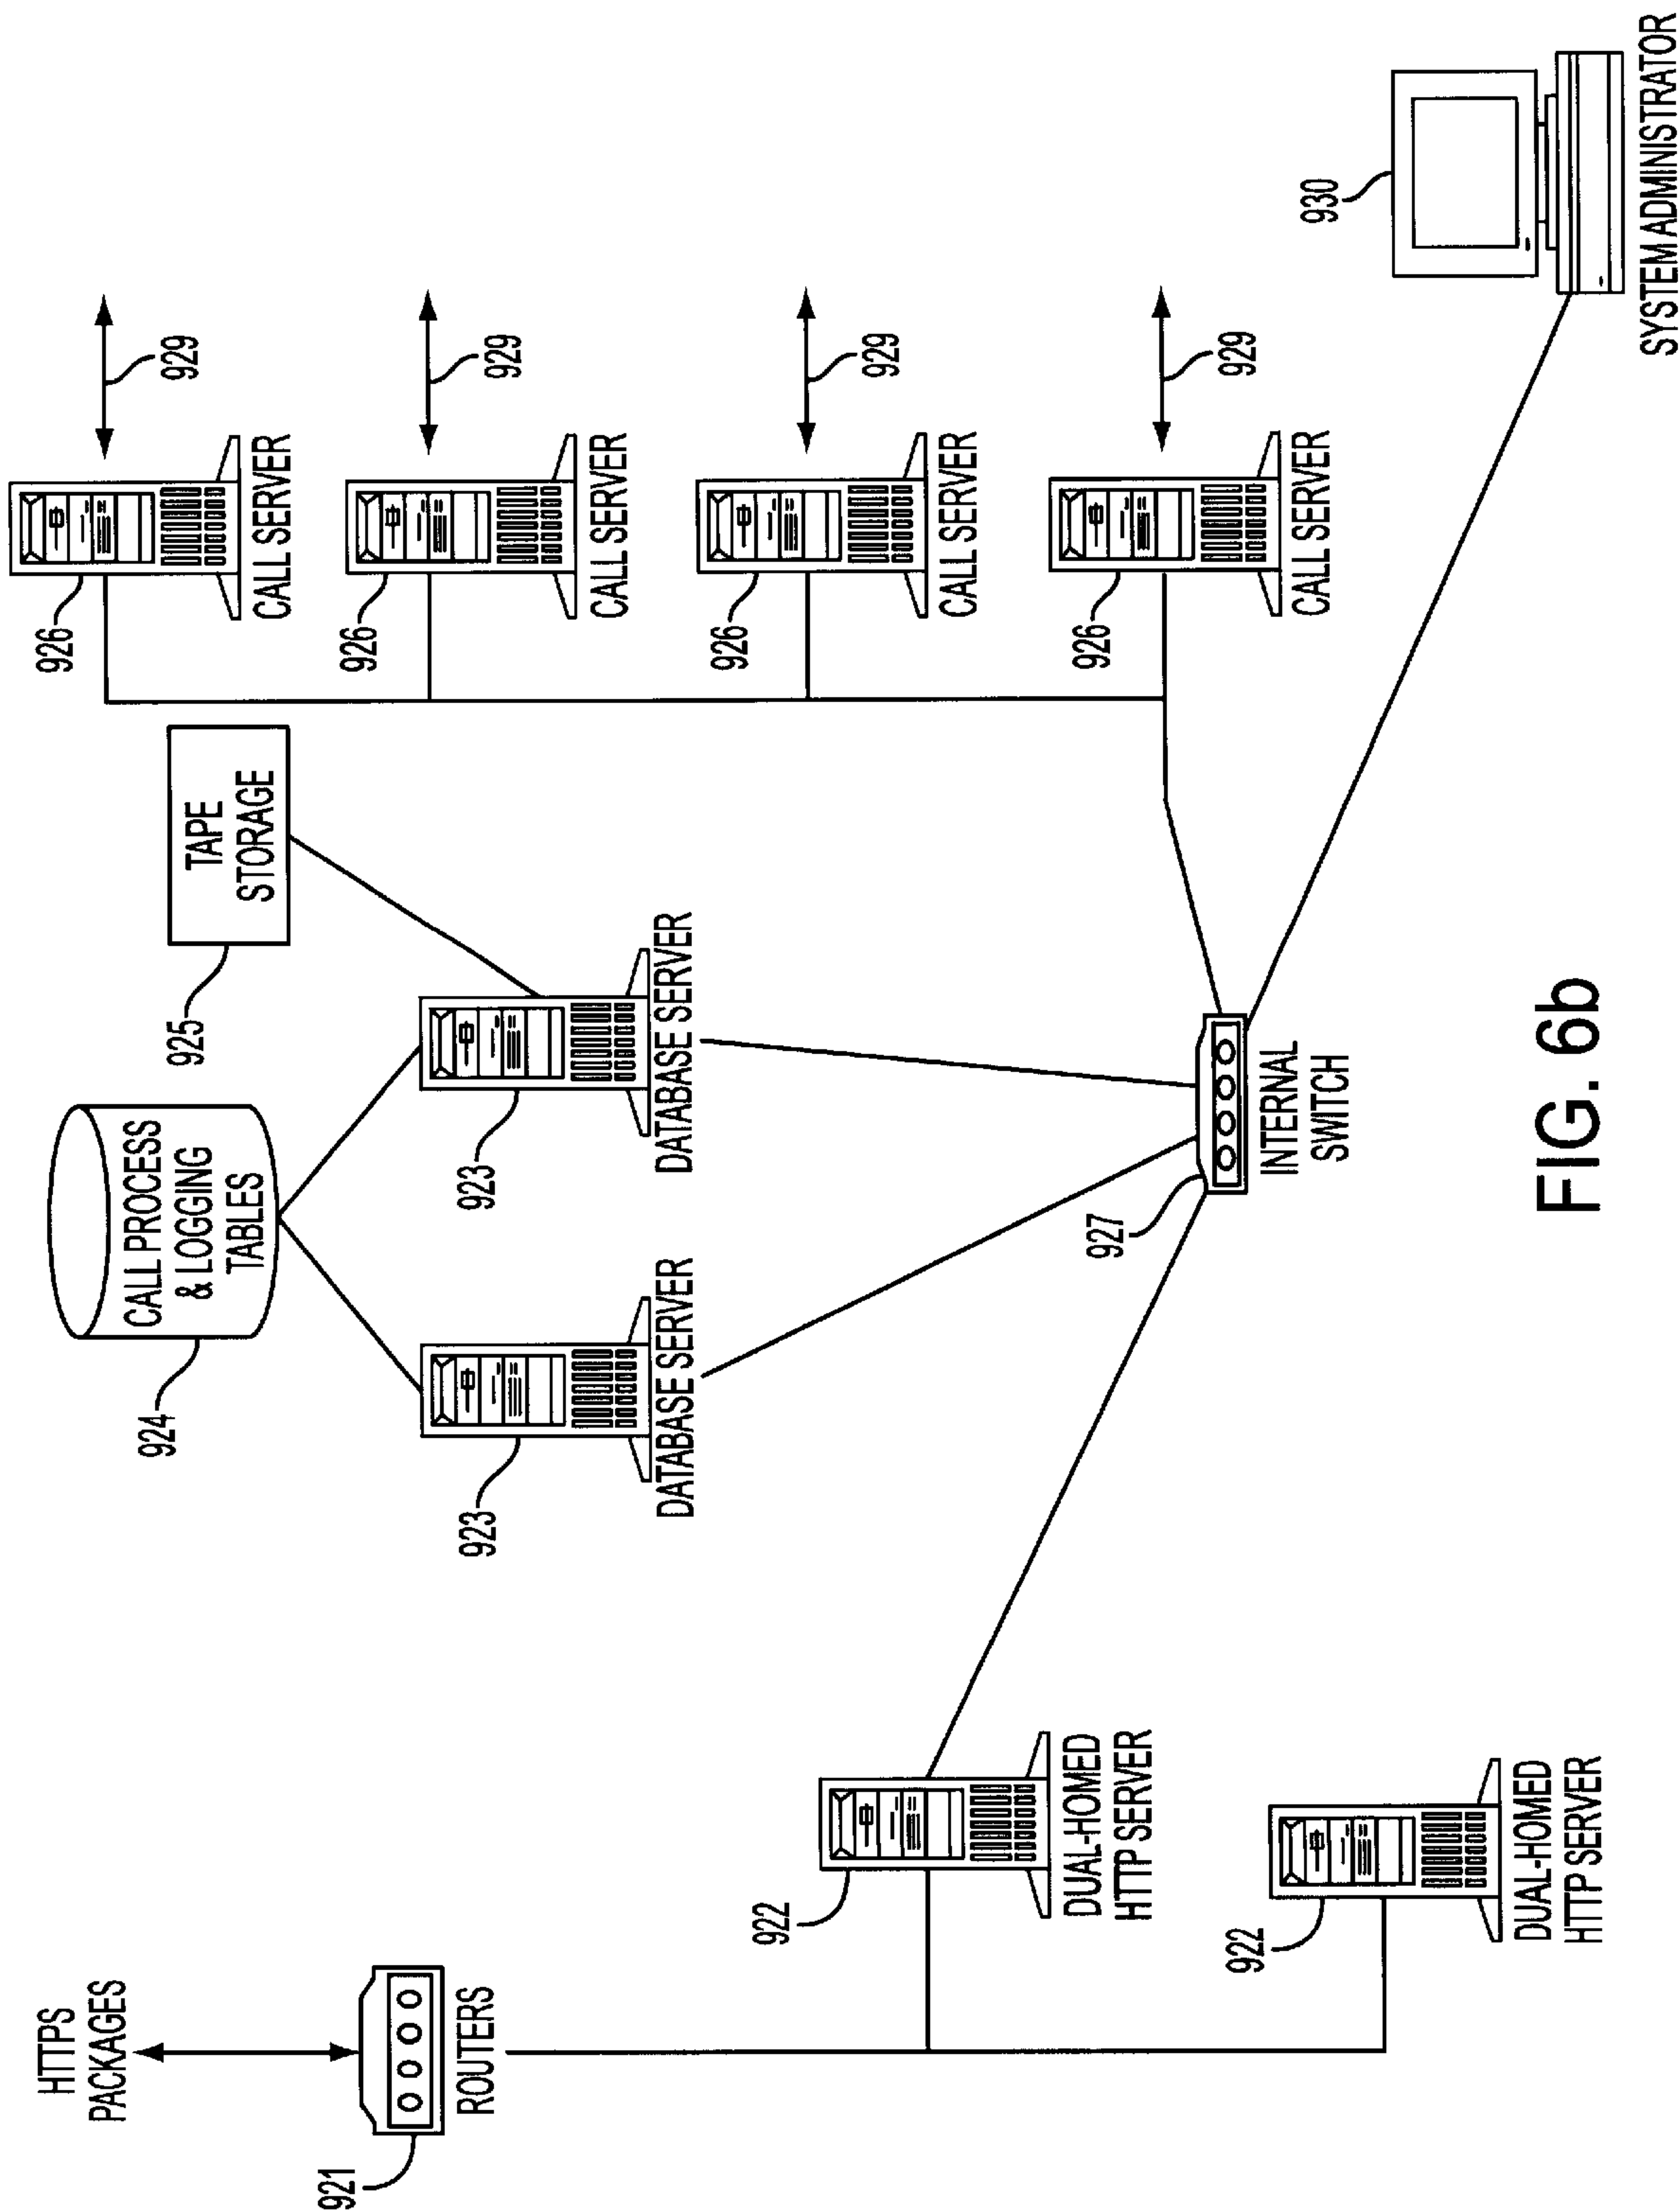 HTTPS
PACKAGES
921
ROUTERS
922
DUAL-HOMED
HTTP SERVER
922
DUAL-HOMED
HTTP SERVER
924
CALL PROCESS
& LOGGING
TABLES
923
DATABASE SERVER
923
DATABASE SERVER
925
TAPE
STORAGE
927
INTERNAL
SWITCH
926
CALL SERVER
929
926
CALL SERVER
929
926
CALL SERVER
929
926
CALL SERVER
929
930
SYSTEM ADMINISTRATOR
FIG. 6b